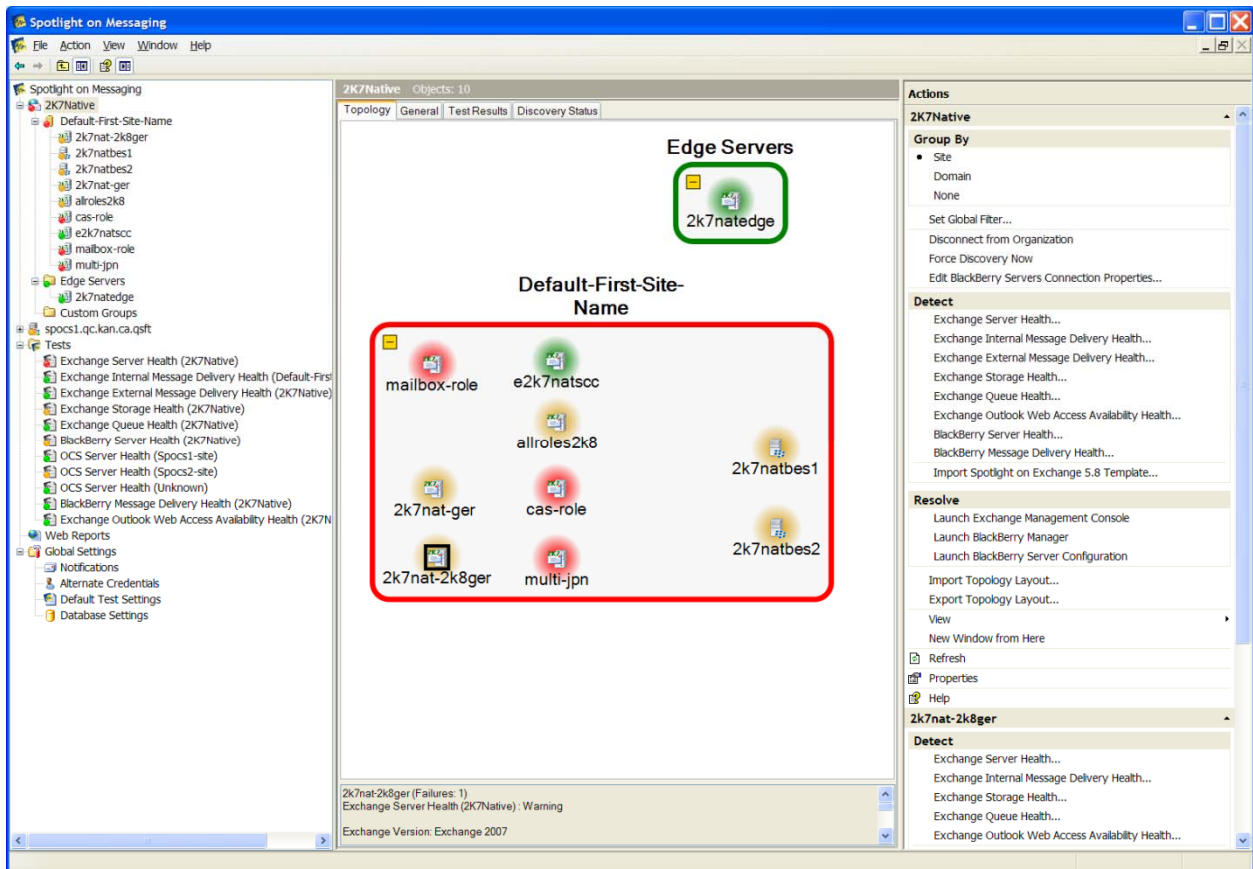 Spotlight on Messaging
File Action View Window Help
Spotlight on Messaging
2K7Native
Default-First-Site-Name
2k7nat-2k8ger
2k7natbes1
2k7natbes2
2k7nat-ger
allroles2k8
cas-role
e2k7natscc
mailbox-role
multi-jpn
Edge Servers
2k7natedge
Custom Groups
spocs1.qc.kan.ca.qsft
Tests
Exchange Server Health (2K7Native)
Exchange Internal Message Delivery Health (Default-First
Exchange External Message Delivery Health (2K7Native)
Exchange Storage Health (2K7Native)
Exchange Queue Health (2K7Native)
BlackBerry Server Health (2K7Native)
OCS Server Health (Spocs1-site)
OCS Server Health (Spocs2-site)
OCS Server Health (Unknown)
BlackBerry Message Delivery Health (2K7Native)
Exchange Outlook Web Access Availability Health (2K7N
Web Reports
Global Settings
Notifications
Alternate Credentials
Default Test Settings
Database Settings
2K7Native Objects: 10
Topology General Test Results Discovery Status
Edge Servers
2k7natedge
Default-First-Site-
Name
mailbox-role
e2k7natscc
allroles2k8
2k7natbes1
2k7nat-ger
cas-role
2k7natbes2
2k7nat-2k8ger
multi-jpn
2k7nat-2k8ger (Failures: 1)
Exchange Server Health (2K7Native) : Warning
Exchange Version: Exchange 2007
Actions
2K7Native
Group By
Site
Domain
None
Set Global Filter...
Disconnect from Organization
Force Discovery Now
Edit BlackBerry Servers Connection Properties...
Detect
Exchange Server Health...
Exchange Internal Message Delivery Health...
Exchange External Message Delivery Health...
Exchange Storage Health...
Exchange Queue Health...
Exchange Outlook Web Access Availability Health...
BlackBerry Server Health...
BlackBerry Message Delivery Health...
Import Spotlight on Exchange 5.8 Template...
Resolve
Launch Exchange Management Console
Launch BlackBerry Manager
Launch BlackBerry Server Configuration
Import Topology Layout...
Export Topology Layout...
View
New Window from Here
Refresh
Properties
Help
2k7nat-2k8ger
Detect
Exchange Server Health...
Exchange Internal Message Delivery Health...
Exchange Storage Health...
Exchange Queue Health...
Exchange Outlook Web Access Availability Health...